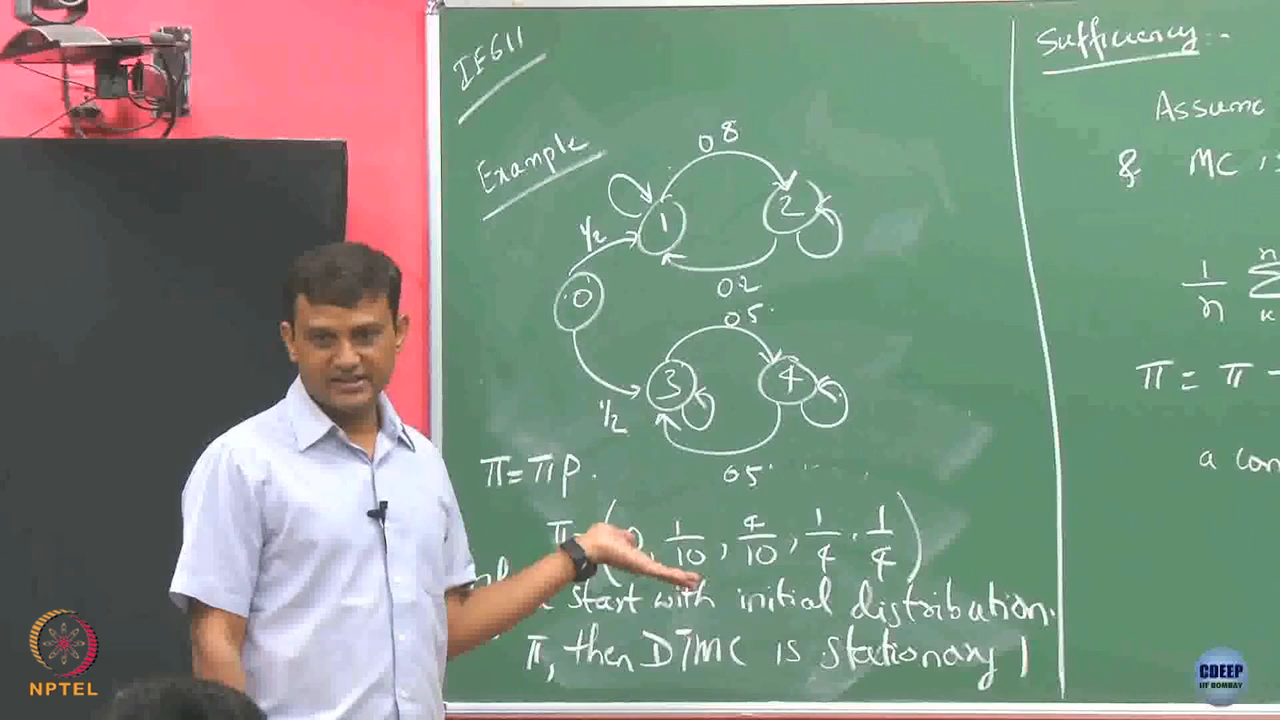 IE611
Example
0.8
1
2
1/2
0.2
0
0.5
3
4
1/2
0.5
π = πP.
π = (0, 1/10, 4/10, 1/4, 1/4)
start with initial distribution.
π, then DTMC is stationary
Sufficiency :-
Assume
& MC
1/n Σ
π = π
a con
NPTEL
CDEEP
IIT BOMBAY